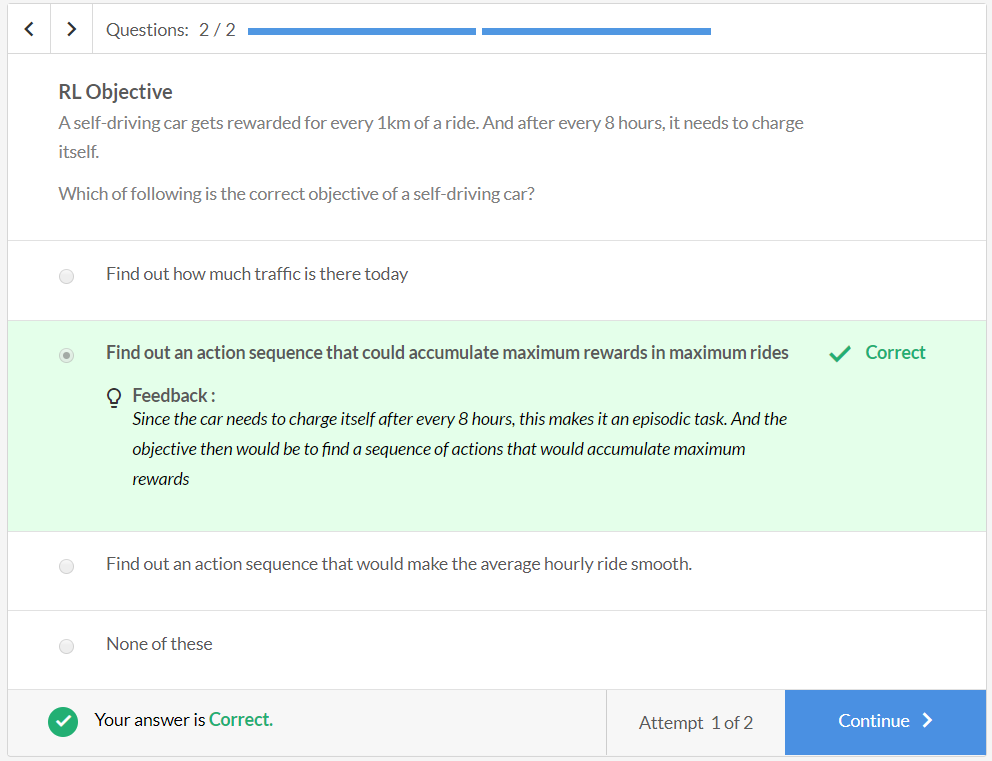 Questions: 2 / 2
RL Objective
A self-driving car gets rewarded for every 1km of a ride. And after every 8 hours, it needs to charge
itself.
Which of following is the correct objective of a self-driving car?
Find out how much traffic is there today
Find out an action sequence that could accumulate maximum rewards in maximum rides
Correct
Feedback :
Since the car needs to charge itself after every 8 hours, this makes it an episodic task. And the
objective then would be to find a sequence of actions that would accumulate maximum
rewards
Find out an action sequence that would make the average hourly ride smooth.
None of these
Your answer is Correct.
Attempt 1 of 2
Continue